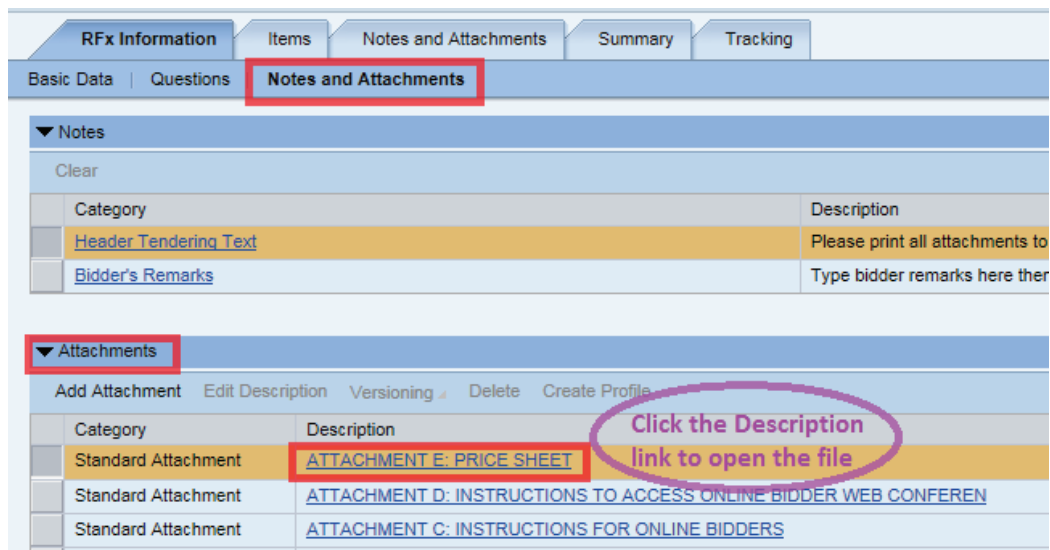 RFx Information Items Notes and Attachments Summary Tracking
Basic Data | Questions | Notes and Attachments
Notes
Clear
Category Description
Header Tendering Text Please print all attachments to
Bidder's Remarks Type bidder remarks here then
Attachments
Add Attachment Edit Description Versioning Delete Create Profile
Category Description
Click the Description
link to open the file
Standard Attachment ATTACHMENT E: PRICE SHEET
Standard Attachment ATTACHMENT D: INSTRUCTIONS TO ACCESS ONLINE BIDDER WEB CONFEREN
Standard Attachment ATTACHMENT C: INSTRUCTIONS FOR ONLINE BIDDERS